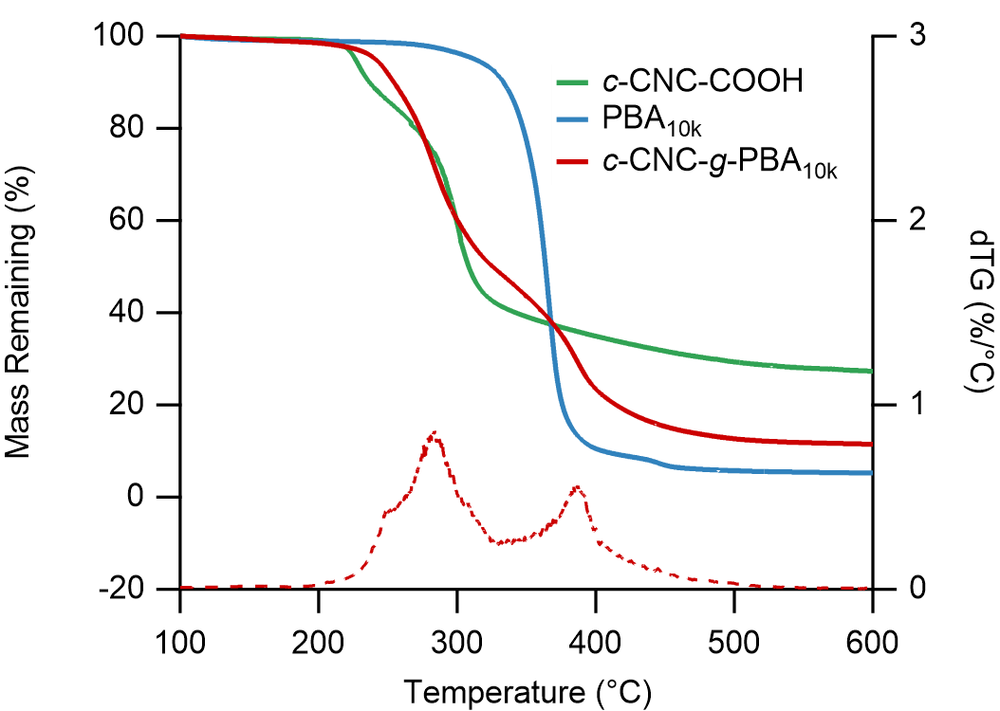 100
80
60
40
20
0
-20
Mass Remaining (%)
c-CNC-COOH
PBA10k
c-CNC-g-PBA10k
3
2
1
0
dTG (%/°C)
100 200 300 400 500 600
Temperature (°C)